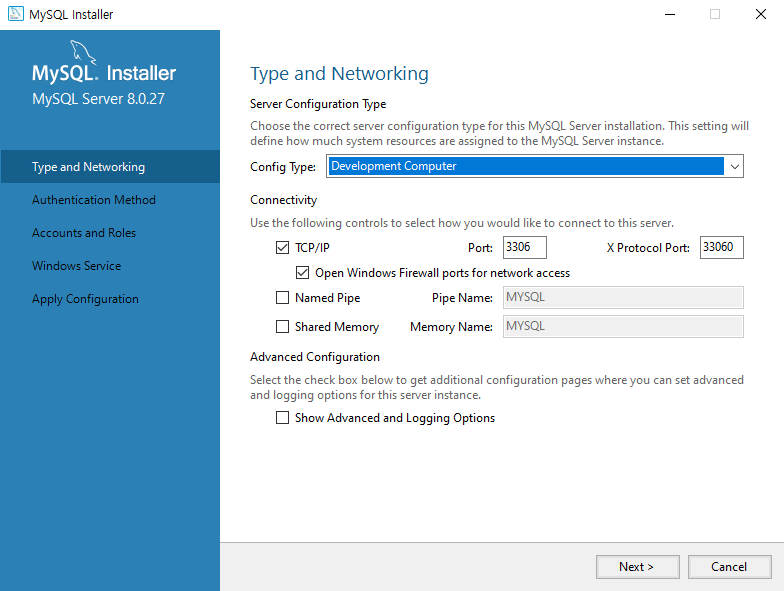 MySQL Installer
MySQL. Installer
MySQL Server 8.0.27
Type and Networking
Authentication Method
Accounts and Roles
Windows Service
Apply Configuration
Type and Networking
Server Configuration Type
Choose the correct server configuration type for this MySQL Server installation. This setting will
define how much system resources are assigned to the MySQL Server instance.
Config Type: Development Computer
Connectivity
Use the following controls to select how you would like to connect to this server.
TCP/IP Port: 3306 X Protocol Port: 33060
Open Windows Firewall ports for network access
Named Pipe Pipe Name: MYSQL
Shared Memory Memory Name: MYSQL
Advanced Configuration
Select the check box below to get additional configuration pages where you can set advanced
and logging options for this server instance.
Show Advanced and Logging Options
Next > Cancel